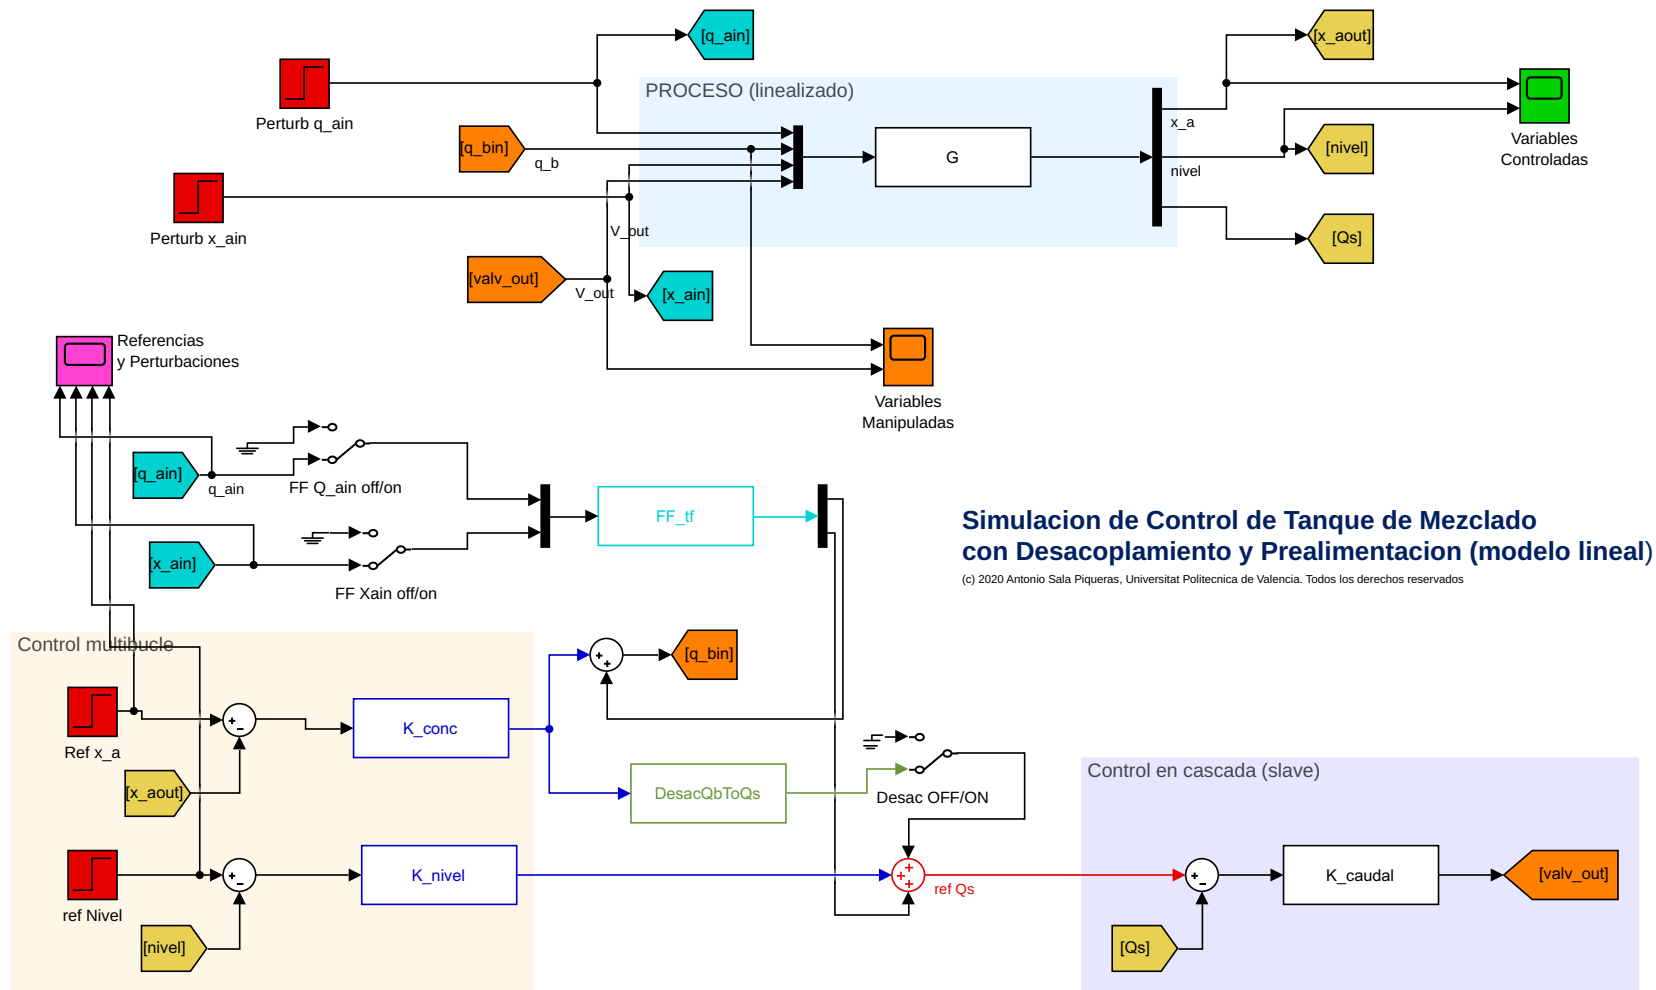 [q_ain]
[x_aout]
PROCESO (linealizado)
Perturb q_ain
x_a
Variables
Controladas
[q_bin]
q_b
G
[nivel]
nivel
Perturb x_ain
V_out
[Qs]
[valv_out]
V_out
[x_ain]
Referencias
y Perturbaciones
Variables
Manipuladas
[q_ain]
q_ain
FF Q_ain off/on
FF_tf
Simulacion de Control de Tanque de Mezclado
con Desacoplamiento y Prealimentacion (modelo lineal)
(c) 2020 Antonio Sala Piqueras, Universitat Politecnica de Valencia. Todos los derechos reservados
[x_ain]
FF Xain off/on
Control multibucle
[q_bin]
K_conc
Ref x_a
[x_aout]
DesacQbToQs
Desac OFF/ON
Control en cascada (slave)
K_nivel
ref Qs
K_caudal
[valv_out]
ref Nivel
[nivel]
[Qs]